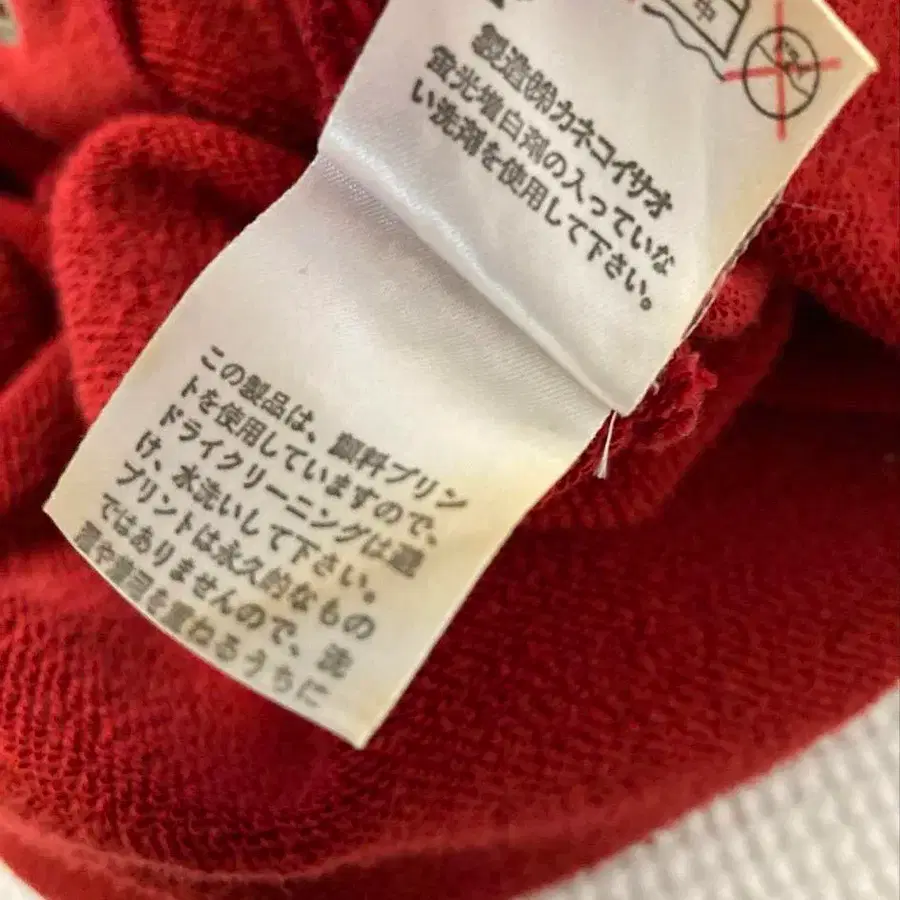 中
製造㈱カネコイサオ
蛍光増白剤の入っていな
い洗剤を使用して下さい。
この製品は、顔料プリン
トを使用していますので、
ドライクリーニングは避
け、水洗いして下さい。
プリントは永久的なもの
ではありませんので、洗
濯や着用を重ねるうちに